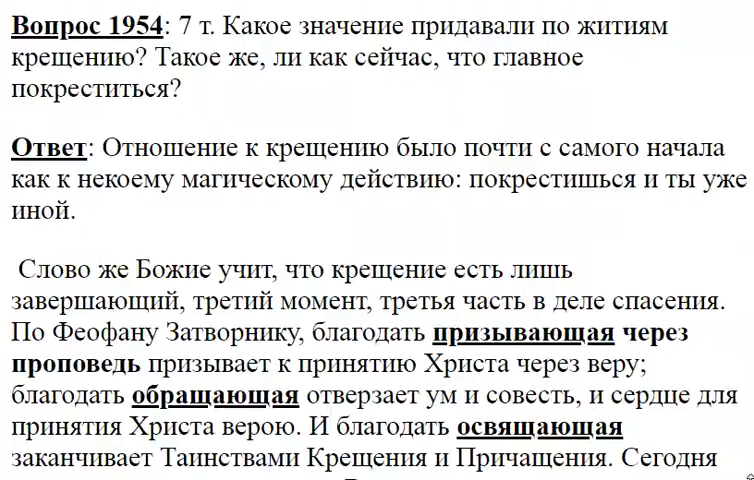 Вопрос 1954: 7 т. Какое значение придавали по житиям
крещению? Такое же, ли как сейчас, что главное
покреститься?
Ответ: Отношение к крещению было почти с самого начала
как к некоему магическому действию: покрестишься и ты уже
иной.
Слово же Божие учит, что крещение есть лишь
завершающий, третий момент, третья часть в деле спасения.
По Феофану Затворнику, благодать призывающая через
проповедь призывает к принятию Христа через веру;
благодать обращающая отверзает ум и совесть, и сердце для
принятия Христа верою. И благодать освящающая
заканчивает Таинствами Крещения и Причащения. Сегодня